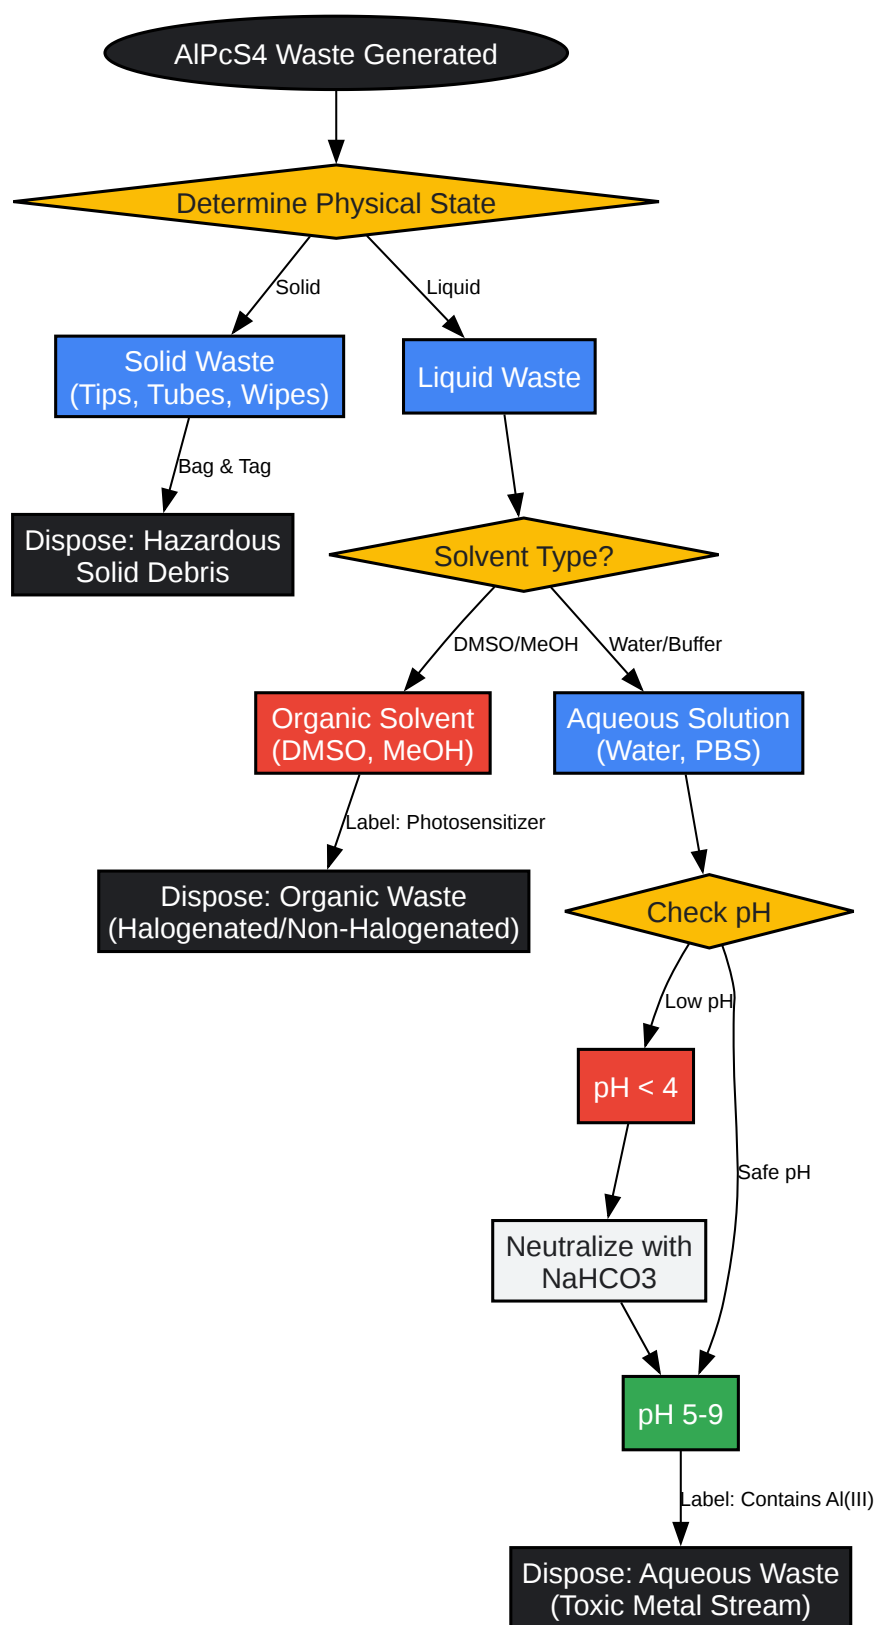 AlPcS4 Waste Generated
Determine Physical State
Solid
Liquid
Solid Waste
(Tips, Tubes, Wipes)
Liquid Waste
Bag & Tag
Dispose: Hazardous
Solid Debris
Solvent Type?
DMSO/MeOH
Water/Buffer
Organic Solvent
(DMSO, MeOH)
Aqueous Solution
(Water, PBS)
Label: Photosensitizer
Dispose: Organic Waste
(Halogenated/Non-Halogenated)
Check pH
Low pH
pH < 4
Safe pH
Neutralize with
NaHCO3
pH 5-9
Label: Contains Al(III)
Dispose: Aqueous Waste
(Toxic Metal Stream)